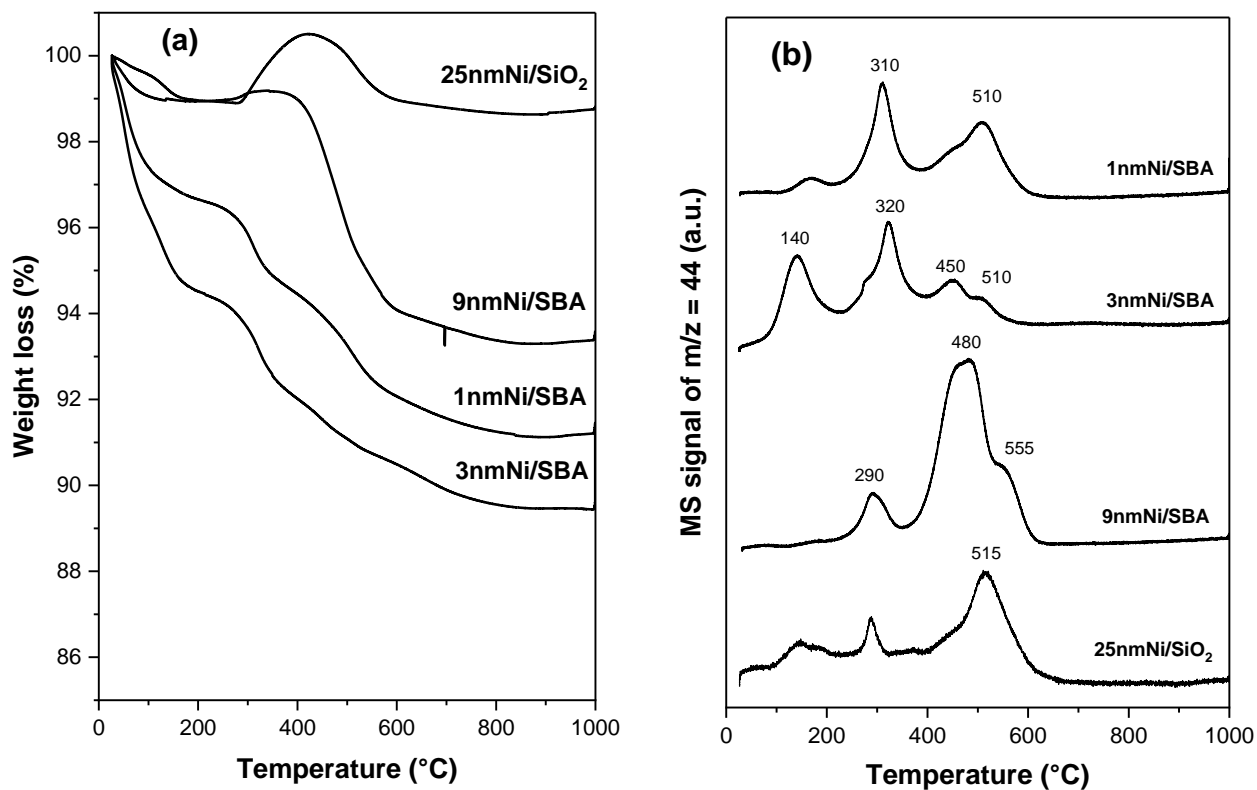 (a)
100
98
96
94
92
90
88
86
Weight loss (%)
25nmNi/SiO₂
9nmNi/SBA
1nmNi/SBA
3nmNi/SBA
0 200 400 600 800 1000
Temperature (°C)
(b)
MS signal of m/z = 44 (a.u.)
310
510
1nmNi/SBA
140
320
450
510
3nmNi/SBA
480
555
290
9nmNi/SBA
515
25nmNi/SiO₂
0 200 400 600 800 1000
Temperature (°C)